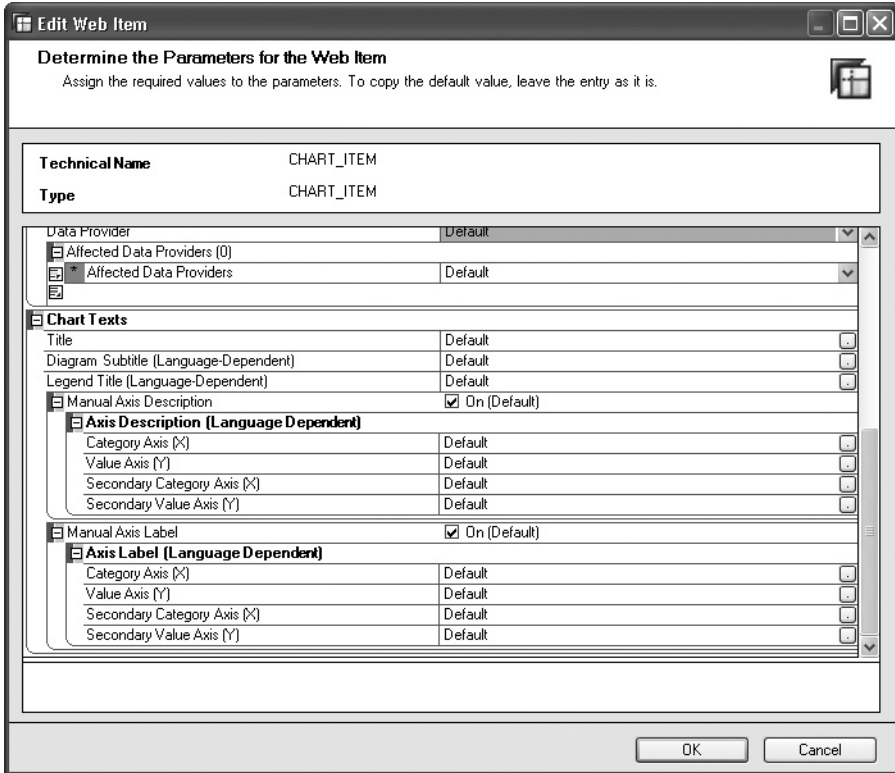 Edit Web Item
Determine the Parameters for the Web Item
Assign the required values to the parameters. To copy the default value, leave the entry as it is.
Technical Name CHART_ITEM
Type CHART_ITEM
Data Provider Default
Affected Data Providers (0)
* Affected Data Providers Default
Chart Texts
Title Default
Diagram Subtitle (Language-Dependent) Default
Legend Title (Language-Dependent) Default
Manual Axis Description On (Default)
Axis Description (Language Dependent)
Category Axis (X) Default
Value Axis (Y) Default
Secondary Category Axis (X) Default
Secondary Value Axis (Y) Default
Manual Axis Label On (Default)
Axis Label (Language Dependent)
Category Axis (X) Default
Value Axis (Y) Default
Secondary Category Axis (X) Default
Secondary Value Axis (Y) Default
OK Cancel